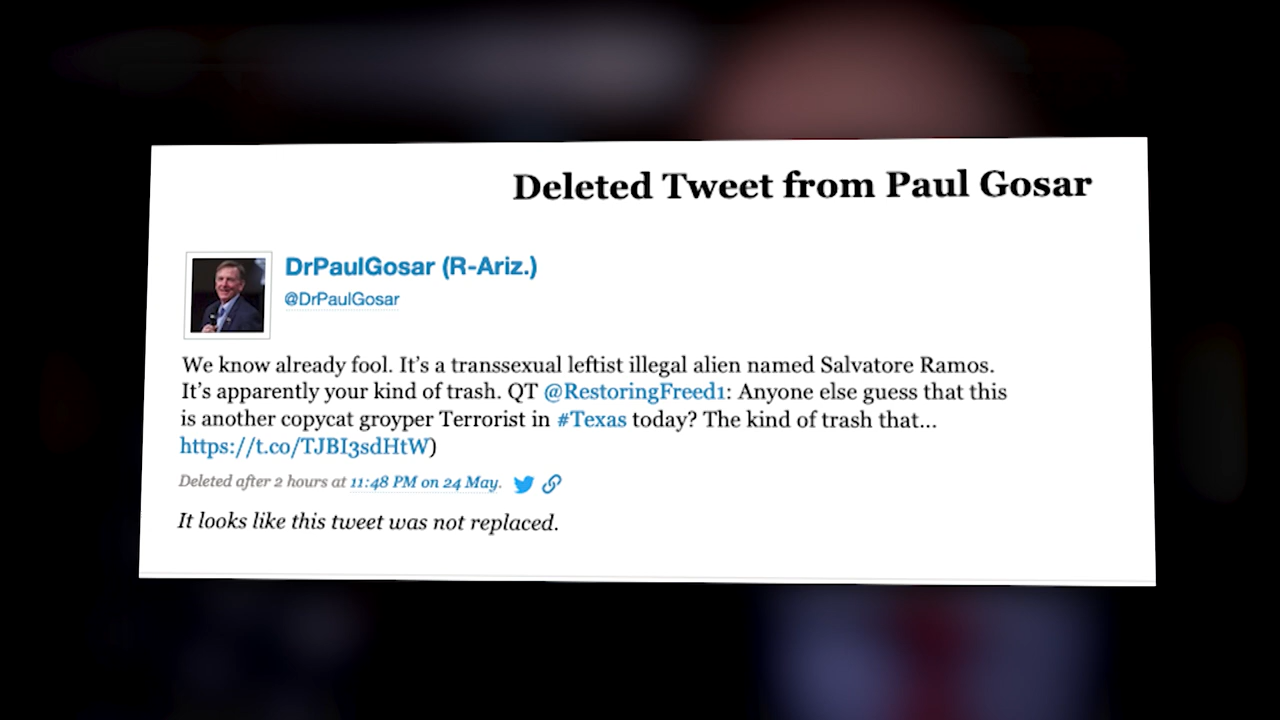 Deleted Tweet from Paul Gosar
DrPaulGosar (R-Ariz.)
@DrPaulGosar
We know already fool. It’s a transsexual leftist illegal alien named Salvatore Ramos.
It’s apparently your kind of trash. QT @RestoringFreed1: Anyone else guess that this
is another copycat groyper Terrorist in #Texas today? The kind of trash that...
https://t.co/TJBI3sdHtW)
Deleted after 2 hours at 11:48 PM on 24 May.
It looks like this tweet was not replaced.